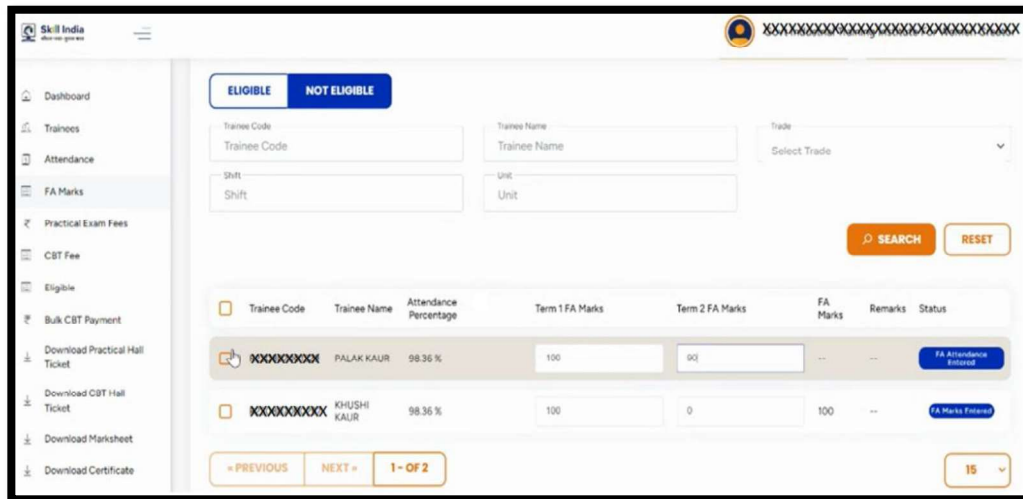 Skill India
XXXXXXXXXXXXXXXXXXXXXXXXXXXXX
Dashboard
Trainees
Attendance
FA Marks
Practical Exam Fees
CBT Fee
Eligible
Bulk CBT Payment
Download Practical Hall
Ticket
Download CBT Hall
Ticket
Download Marksheet
Download Certificate
ELIGIBLE NOT ELIGIBLE
Trainee Code Trainee Name Trade
Trainee Code Trainee Name Select Trade
Shift Unit
Shift Unit
SEARCH RESET
Trainee Code Trainee Name Attendance Percentage Term 1 FA Marks Term 2 FA Marks FA Marks Remarks Status
XXXXXXXX PALAK KAUR 98.36 % 100 90 -- -- FA Attendance Entered
XXXXXXXXX KHUSHI KAUR 98.36 % 100 0 100 -- FA Marks Entered
« PREVIOUS NEXT » 1 - OF 2 15